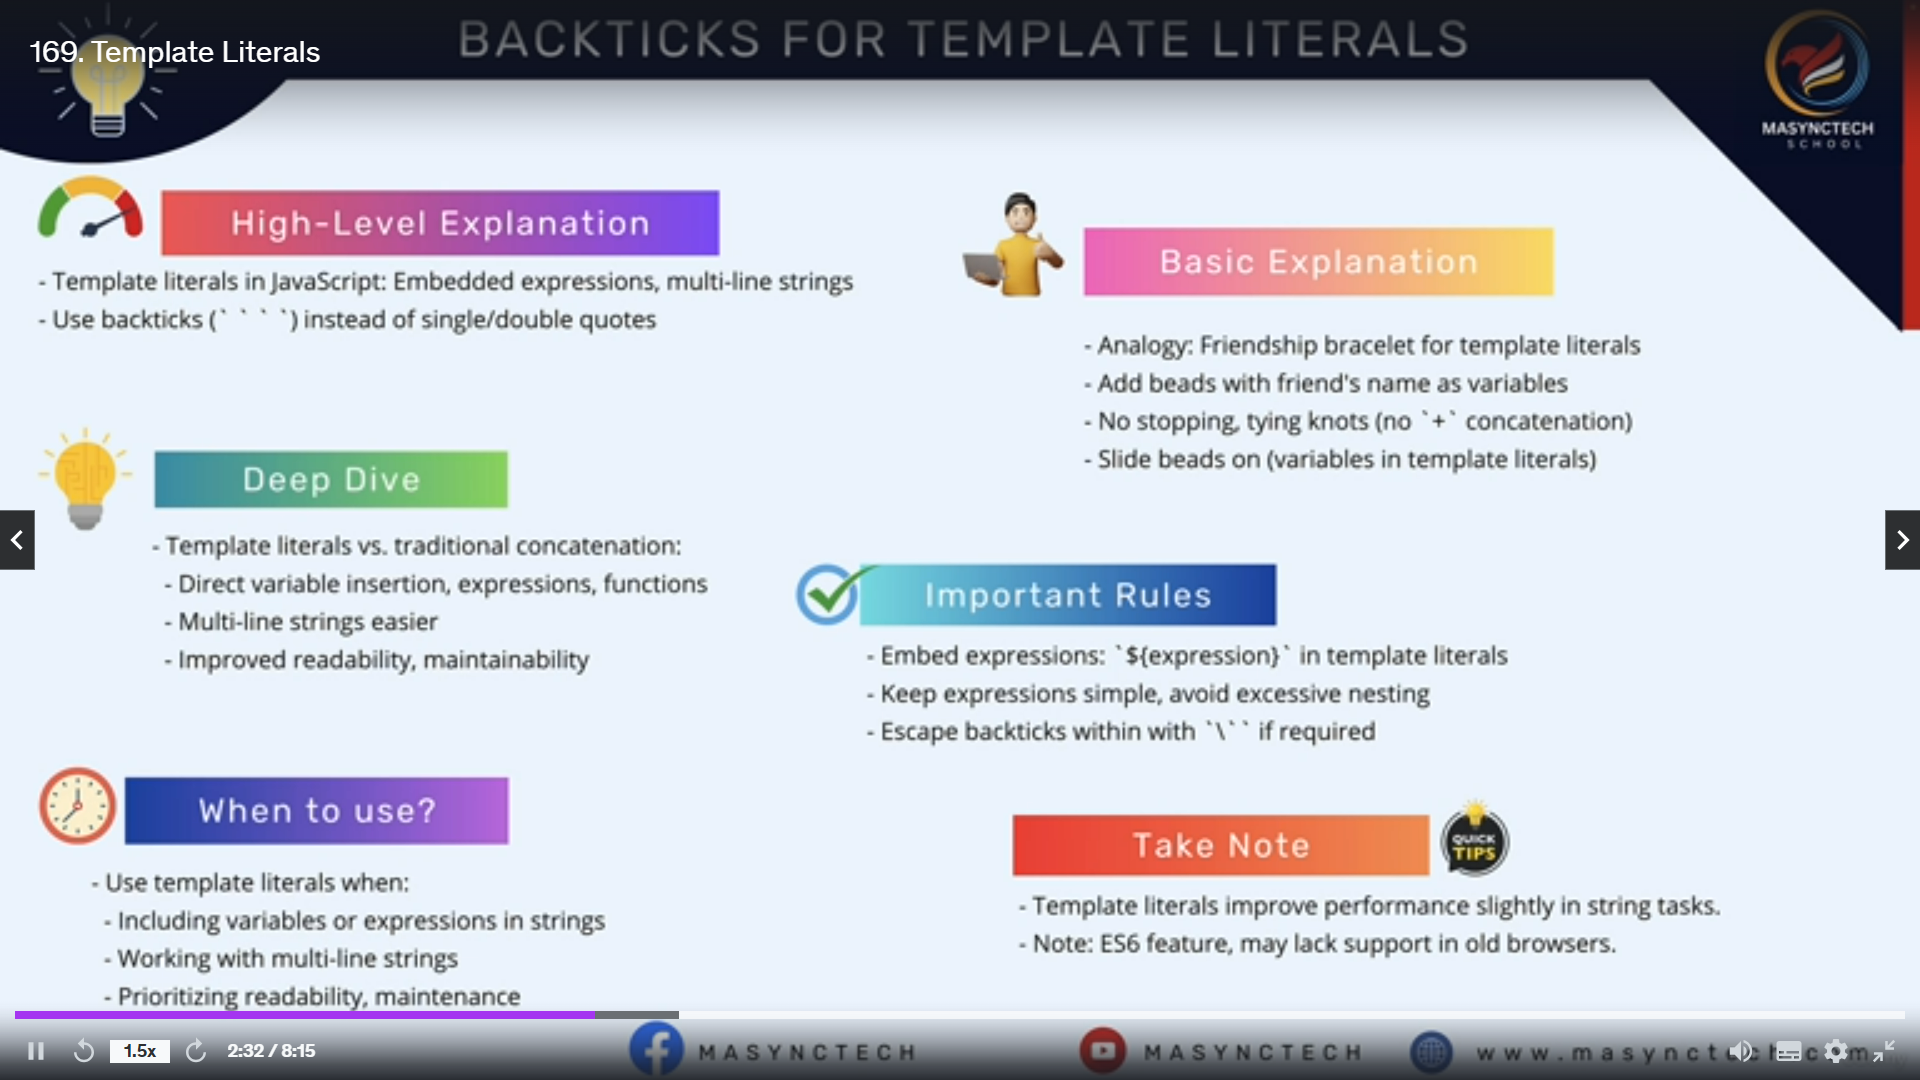 BACKTICKS FOR TEMPLATE LITERALS
169. Template Literals
MASYNCTECH
SCHOOL
High-Level Explanation
- Template literals in JavaScript: Embedded expressions, multi-line strings
- Use backticks (` ` ` `) instead of single/double quotes
Basic Explanation
- Analogy: Friendship bracelet for template literals
- Add beads with friend's name as variables
- No stopping, tying knots (no `+` concatenation)
- Slide beads on (variables in template literals)
Deep Dive
- Template literals vs. traditional concatenation:
- Direct variable insertion, expressions, functions
- Multi-line strings easier
- Improved readability, maintainability
Important Rules
- Embed expressions: `${expression}` in template literals
- Keep expressions simple, avoid excessive nesting
- Escape backticks within with `\`` if required
When to use?
- Use template literals when:
- Including variables or expressions in strings
- Working with multi-line strings
- Prioritizing readability, maintenance
Take Note
QUICK
TIPS
- Template literals improve performance slightly in string tasks.
- Note: ES6 feature, may lack support in old browsers.
1.5x
2:32 / 8:15
MASYNCTECH
MASYNCTECH